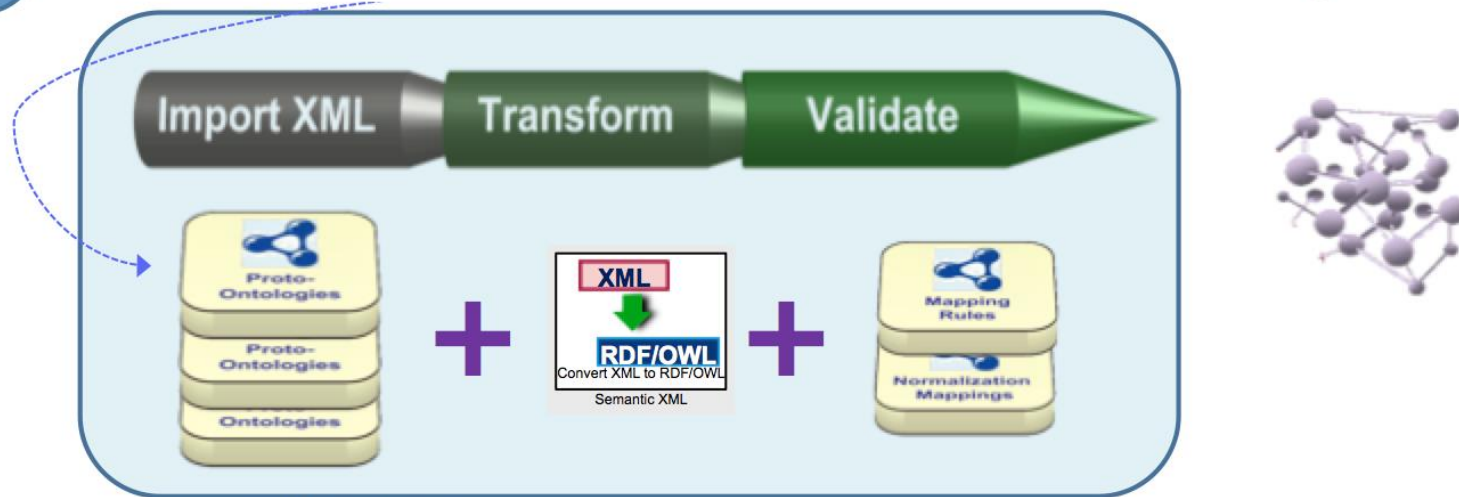 Import XML
Transform
Validate
Proto-
Ontologies
Proto-
Ontologies
Proto-
Ontologies
XML
RDF/OWL
Convert XML to RDF/OWL
Semantic XML
Mapping
Rules
Normalization
Mappings